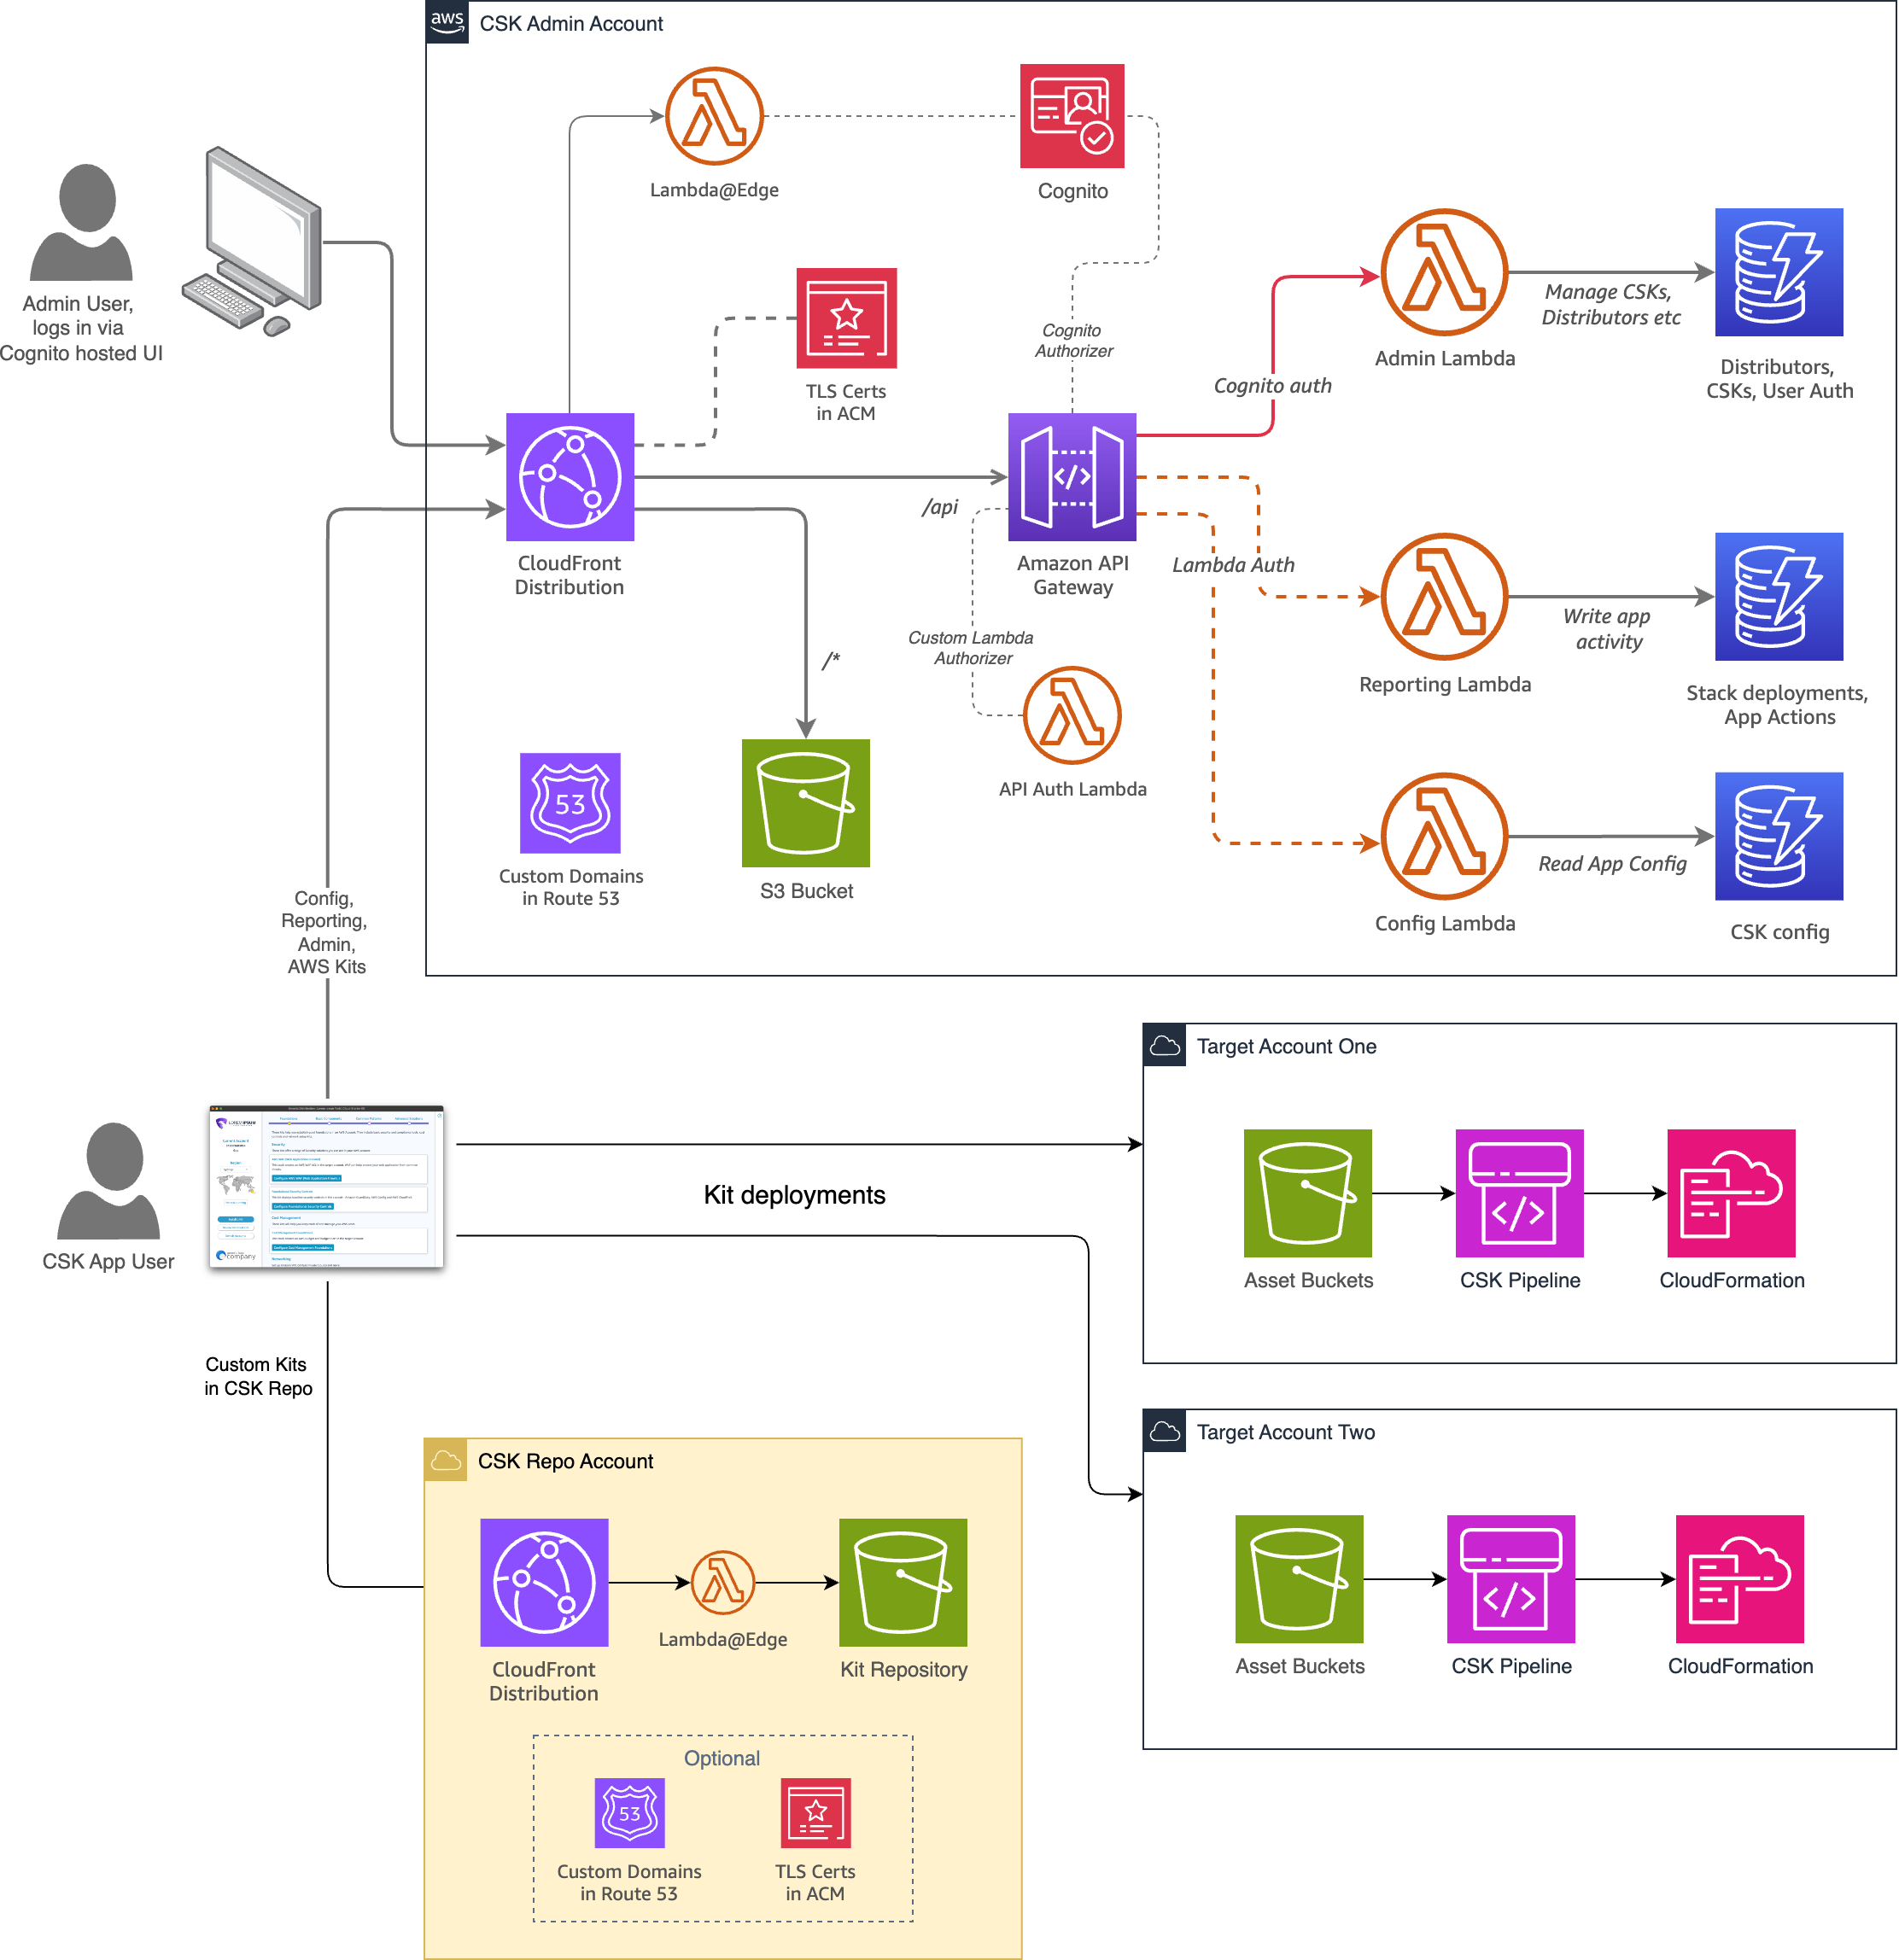 aws
CSK Admin Account
Lambda@Edge
Cognito
Admin User,
logs in via
Cognito hosted UI
TLS Certs
in ACM
Cognito
Authorizer
Cognito auth
Admin Lambda
Manage CSKs,
Distributors etc
Distributors,
CSKs, User Auth
/api
CloudFront
Distribution
Amazon API
Gateway
Lambda Auth
Custom Lambda
Authorizer
/*
Reporting Lambda
Write app
activity
Stack deployments,
App Actions
API Auth Lambda
53
Custom Domains
in Route 53
S3 Bucket
Config Lambda
Read App Config
CSK config
Config,
Reporting,
Admin,
AWS Kits
Target Account One
Asset Buckets
CSK Pipeline
CloudFormation
CSK App User
company
Kit deployments
Custom Kits
in CSK Repo
Target Account Two
Asset Buckets
CSK Pipeline
CloudFormation
CSK Repo Account
CloudFront
Distribution
Lambda@Edge
Kit Repository
Optional
53
Custom Domains
in Route 53
TLS Certs
in ACM